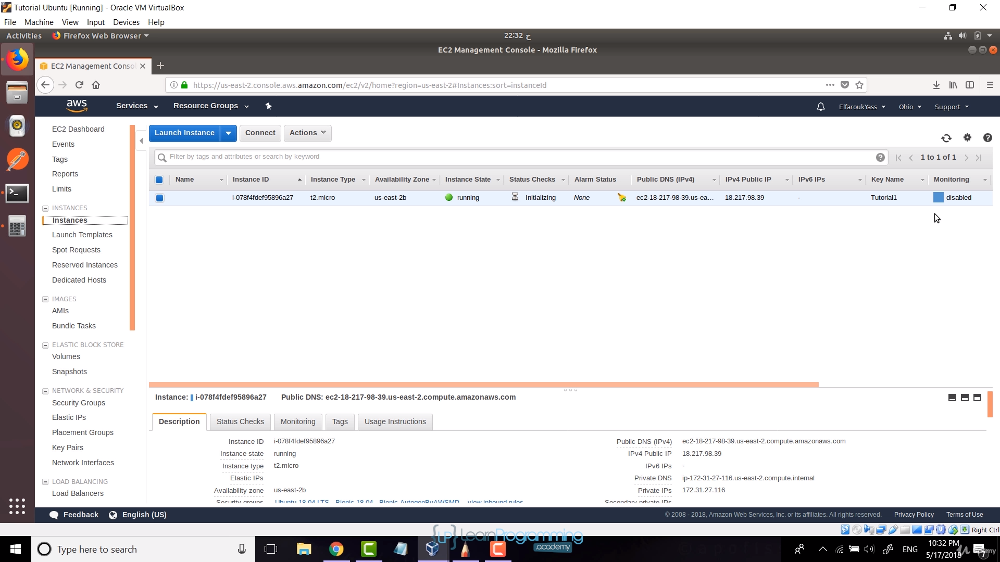 Tutorial Ubuntu [Running] - Oracle VM VirtualBox
File Machine View Input Devices Help
Activities Firefox Web Browser 22:32 خ
EC2 Management Console - Mozilla Firefox
EC2 Management Consol
https://us-east-2.console.aws.amazon.com/ec2/v2/home?region=us-east-2#Instances:sort=instanceId
aws Services Resource Groups ElfaroukYass Ohio Support
EC2 Dashboard
Events
Tags
Reports
Limits
INSTANCES
Instances
Launch Templates
Spot Requests
Reserved Instances
Dedicated Hosts
IMAGES
AMIs
Bundle Tasks
ELASTIC BLOCK STORE
Volumes
Snapshots
NETWORK & SECURITY
Security Groups
Elastic IPs
Placement Groups
Key Pairs
Network Interfaces
LOAD BALANCING
Load Balancers
Launch Instance Connect Actions
Filter by tags and attributes or search by keyword 1 to 1 of 1
Name Instance ID Instance Type Availability Zone Instance State Status Checks Alarm Status Public DNS (IPv4) IPv4 Public IP IPv6 IPs Key Name Monitoring
i-078f4fdef95896a27 t2.micro us-east-2b running Initializing None ec2-18-217-98-39.us-ea... 18.217.98.39 - Tutorial1 disabled
Instance: i-078f4fdef95896a27 Public DNS: ec2-18-217-98-39.us-east-2.compute.amazonaws.com
Description Status Checks Monitoring Tags Usage Instructions
Instance ID i-078f4fdef95896a27 Public DNS (IPv4) ec2-18-217-98-39.us-east-2.compute.amazonaws.com
Instance state running IPv4 Public IP 18.217.98.39
Instance type t2.micro IPv6 IPs -
Elastic IPs Private DNS ip-172-31-27-116.us-east-2.compute.internal
Availability zone us-east-2b Private IPs 172.31.27.116
Security groups Ubuntu 18.04 LTS - Bionic-18.04 - Bionic-AutogenByAWSMP- . view inbound rules Secondary private IPs
Feedback English (US) © 2008 - 2018, Amazon Web Services, Inc. or its affiliates. All rights reserved. Privacy Policy Terms of Use
Right Ctrl
{LP} LearnProgramming
.academy
Type here to search ENG 10:32 PM
5/17/2018 7